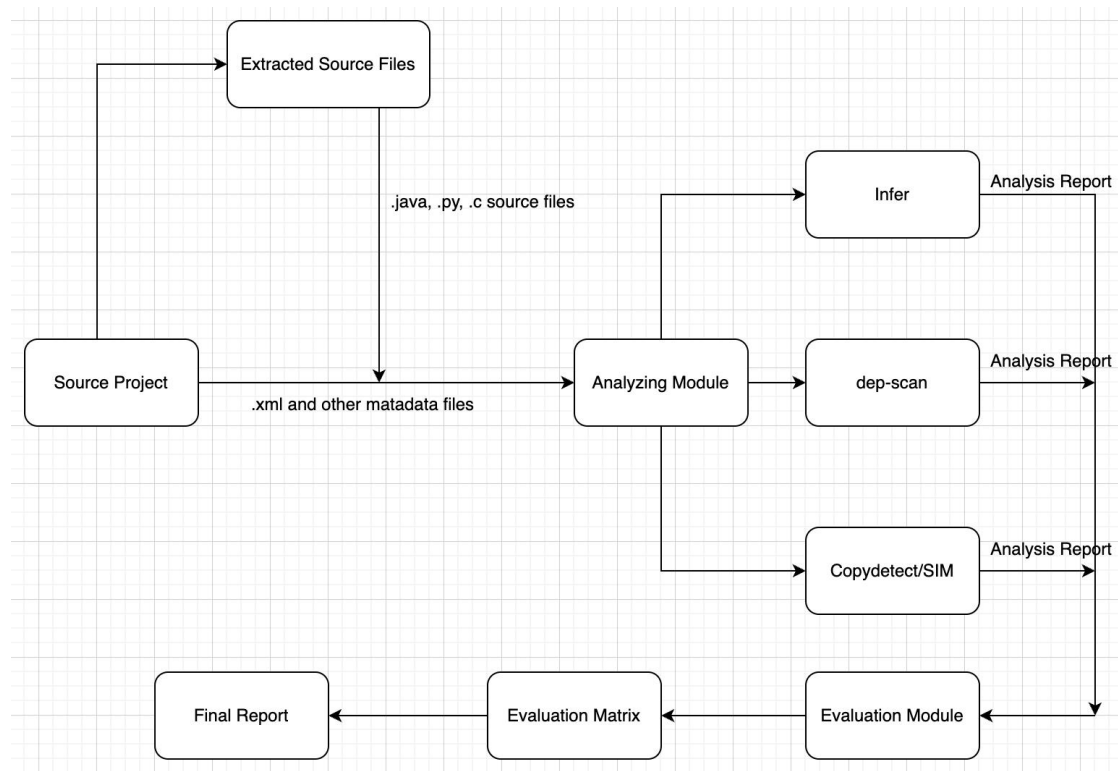 Extracted Source Files
Infer
Analysis Report
.java, .py, .c source files
Source Project
.xml and other matadata files
Analyzing Module
dep-scan
Analysis Report
Copydetect/SIM
Analysis Report
Final Report
Evaluation Matrix
Evaluation Module